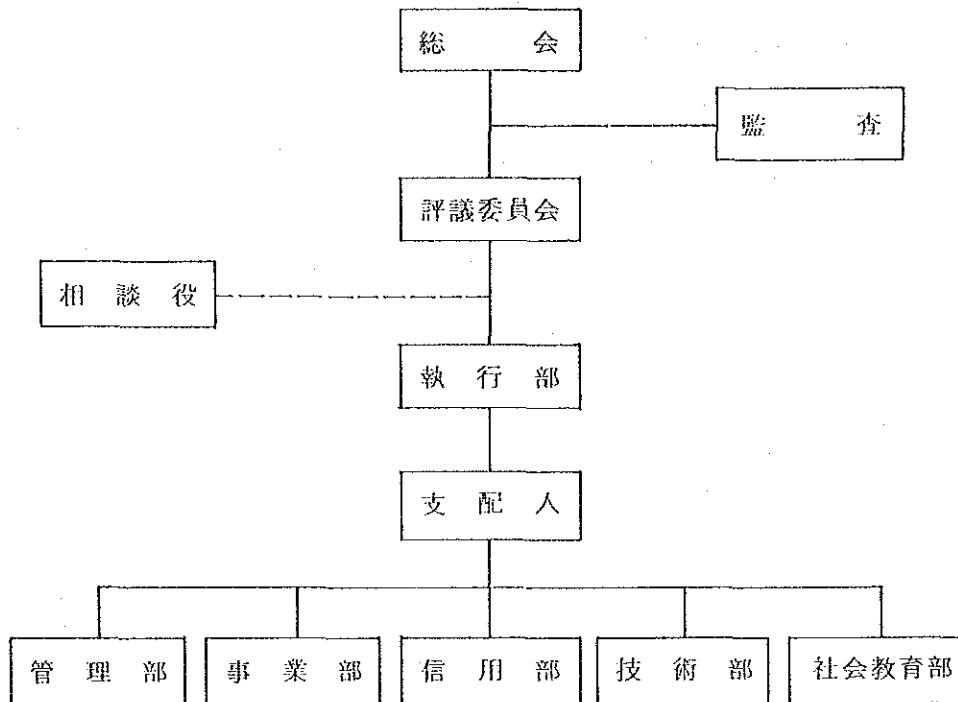 総会
監査
評議委員会
相談役
執行部
支配人
管理部
事業部
信用部
技術部
社会教育部